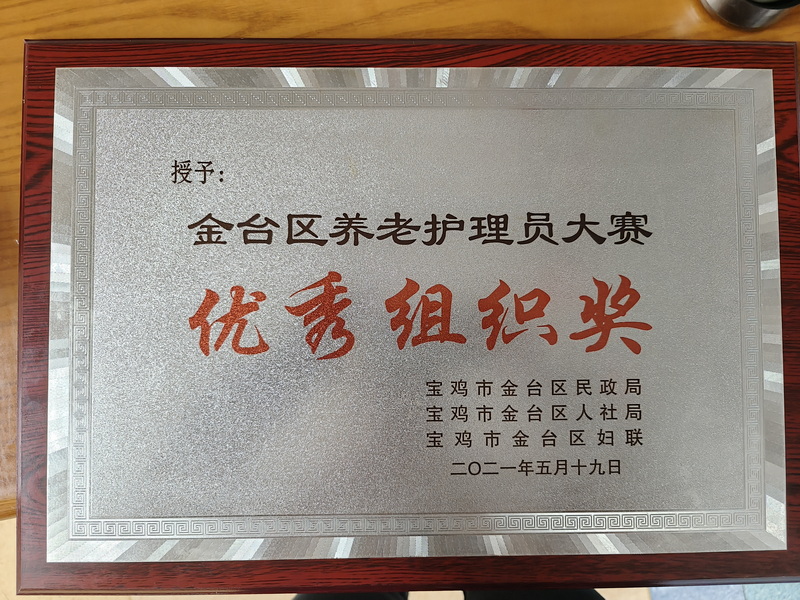 授予：
金台区养老护理员大赛
优秀组织奖
宝鸡市金台区民政局
宝鸡市金台区人社局
宝鸡市金台区妇联
二〇二一年五月十九日